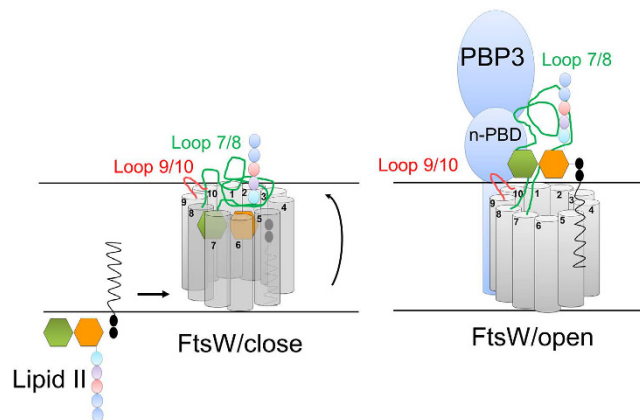 PBP3
Loop 7/8
n-PBD
Loop 7/8
Loop 9/10
Loop 9/10
10 1 2 3
9 4
8 5
7 6
10 1 2 3
9 4
8 5
7 6
FtsW/close
FtsW/open
Lipid II